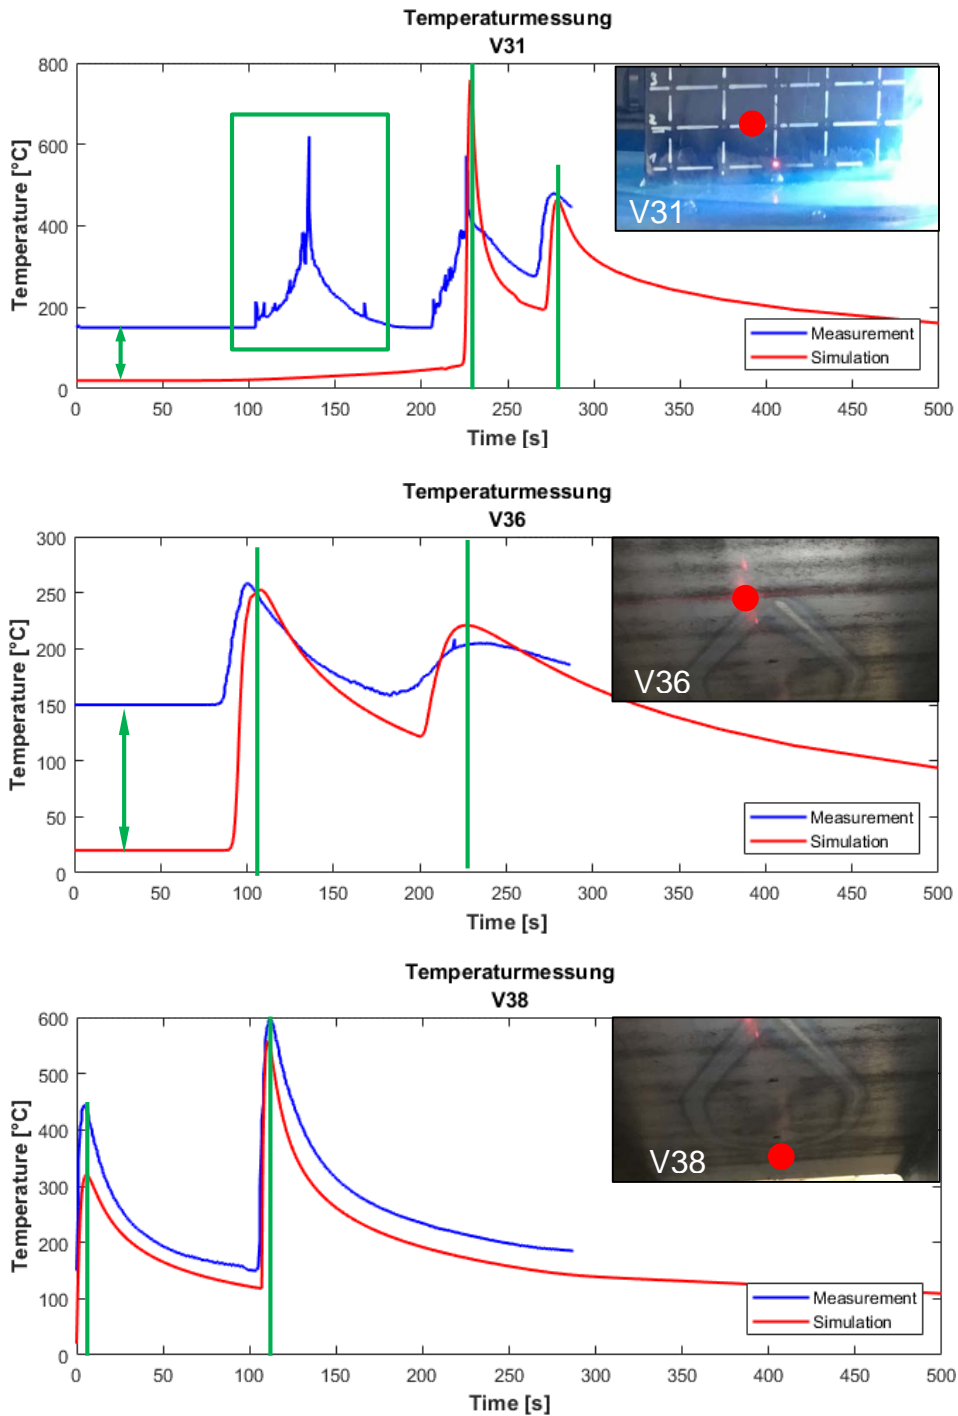 Temperaturmessung
V31
800
600
400
200
0
Temperature [°C]
0 50 100 150 200 250 300 350 400 450 500
Time [s]
3
2
1
V31
Measurement
Simulation
Temperaturmessung
V36
300
250
200
150
100
50
0
Temperature [°C]
0 50 100 150 200 250 300 350 400 450 500
Time [s]
V36
Measurement
Simulation
Temperaturmessung
V38
600
500
400
300
200
100
0
Temperature [°C]
0 50 100 150 200 250 300 350 400 450 500
Time [s]
V38
Measurement
Simulation